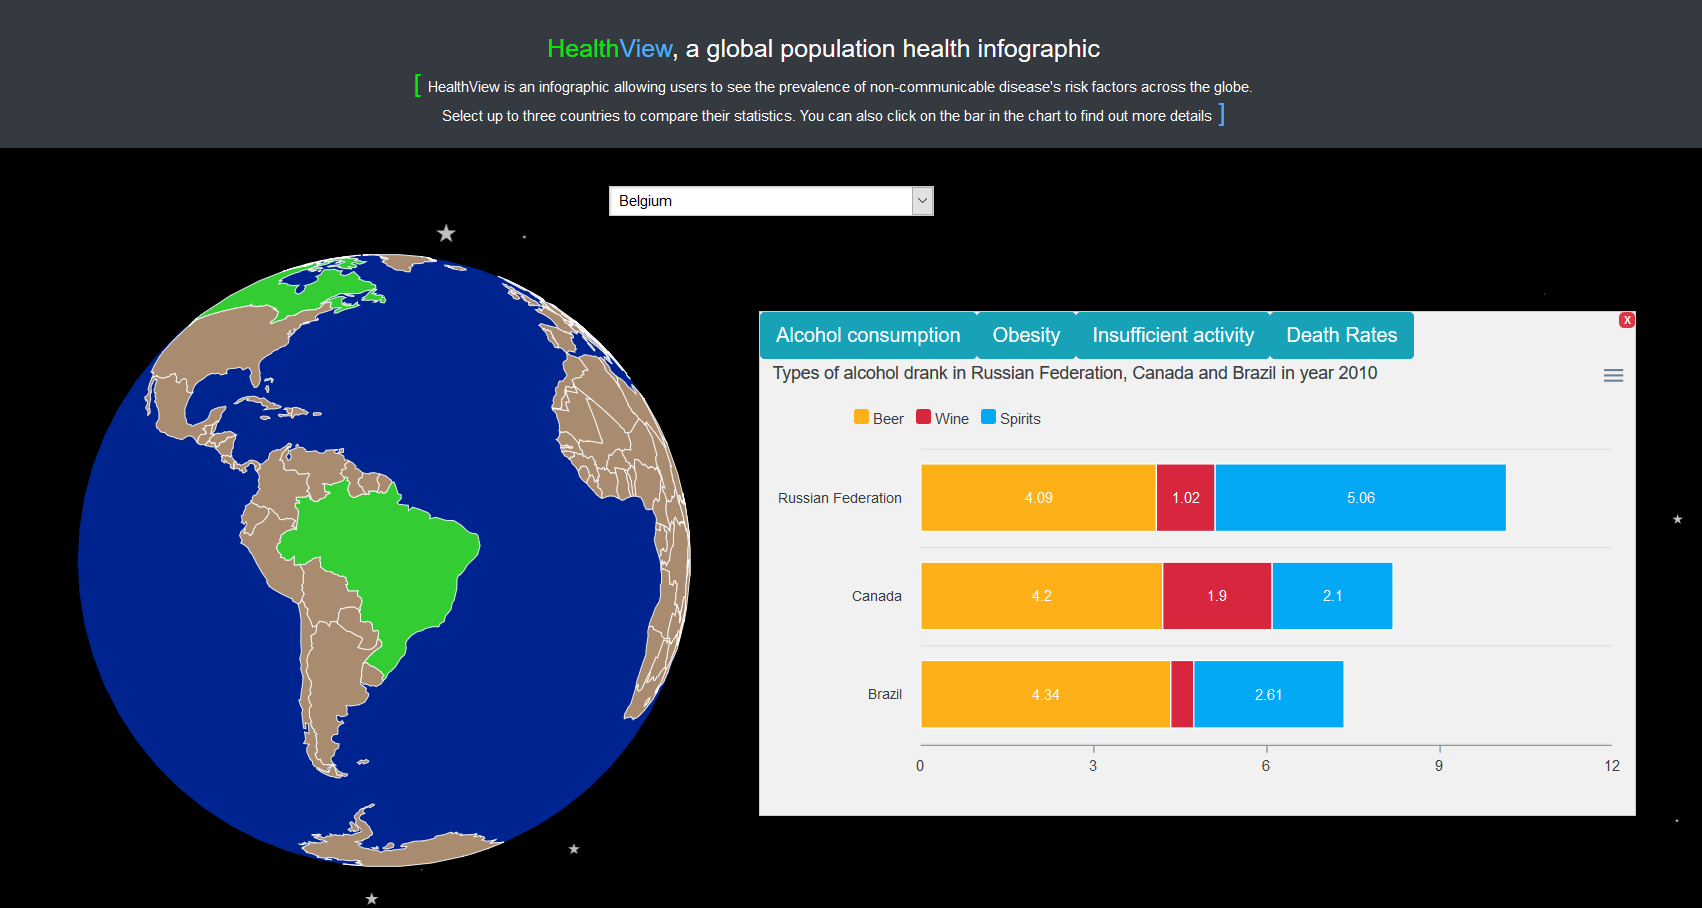 HealthView, a global population health infographic
[ HealthView is an infographic allowing users to see the prevalence of non-communicable disease's risk factors across the globe.
Select up to three countries to compare their statistics. You can also click on the bar in the chart to find out more details ]
Belgium
X
Alcohol consumption Obesity Insufficient activity Death Rates
Types of alcohol drank in Russian Federation, Canada and Brazil in year 2010
Beer Wine Spirits
Russian Federation 4.09 1.02 5.06
Canada 4.2 1.9 2.1
Brazil 4.34 2.61
0 3 6 9 12